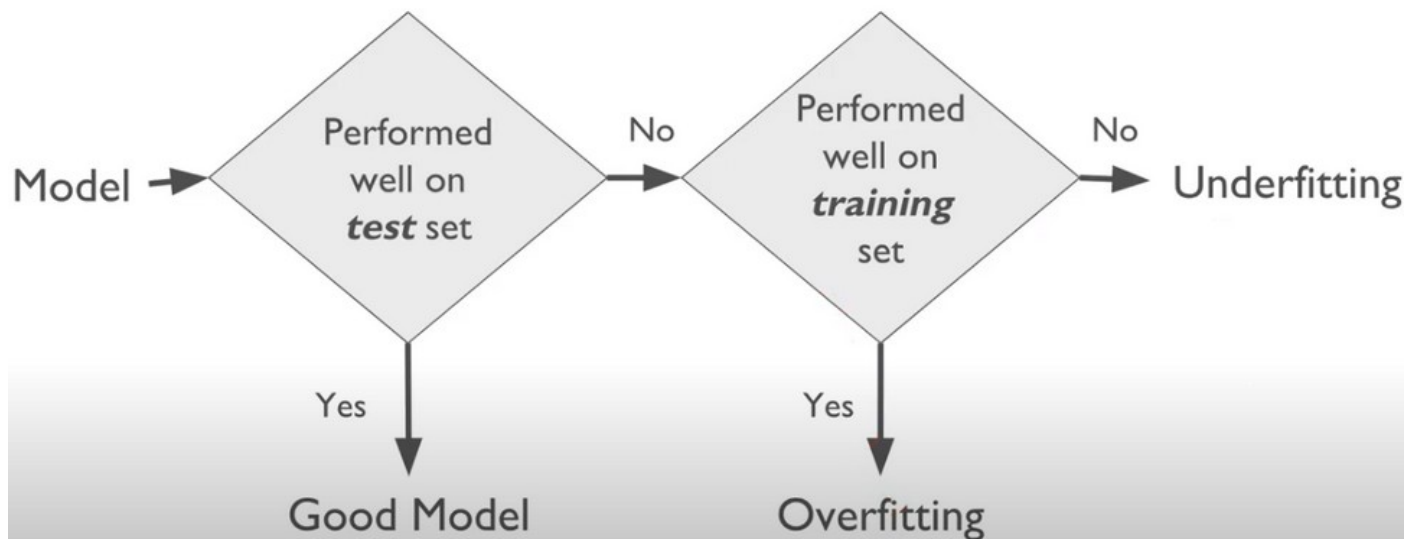 Model
Performed
well on
test set
No
Performed
well on
training
set
No
Underfitting
Yes
Good Model
Yes
Overfitting